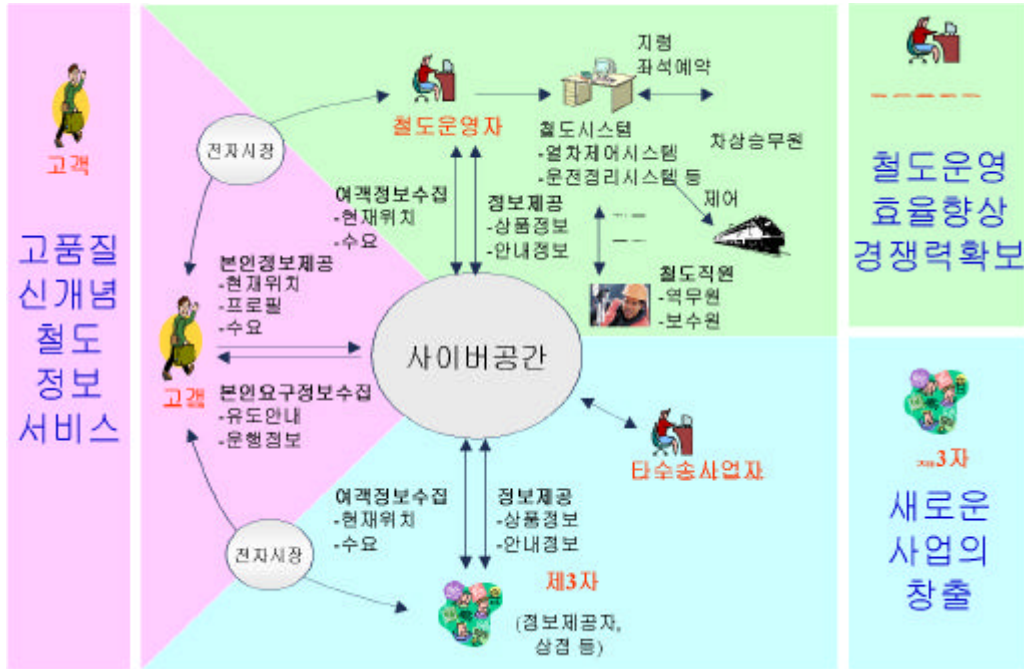 고객
고품질
신개념
철도
정보
서비스
전자시장
철도운영자
지령
좌석예약
철도시스템
-열차제어시스템
-운전정리시스템 등
차상승무원
제어
여객정보수집
-현재위치
-수요
정보제공
-상품정보
-안내정보
철도직원
-역무원
-보수원
본인정보제공
-현재위치
-프로필
-수요
고객
사이버공간
본인요구정보수집
-유도안내
-운행정보
타수송사업자
여객정보수집
-현재위치
-수요
정보제공
-상품정보
-안내정보
전자시장
제3자
(정보제공자,
상점 등)
철도운영
효율향상
경쟁력확보
제3자
새로운
사업의
창출